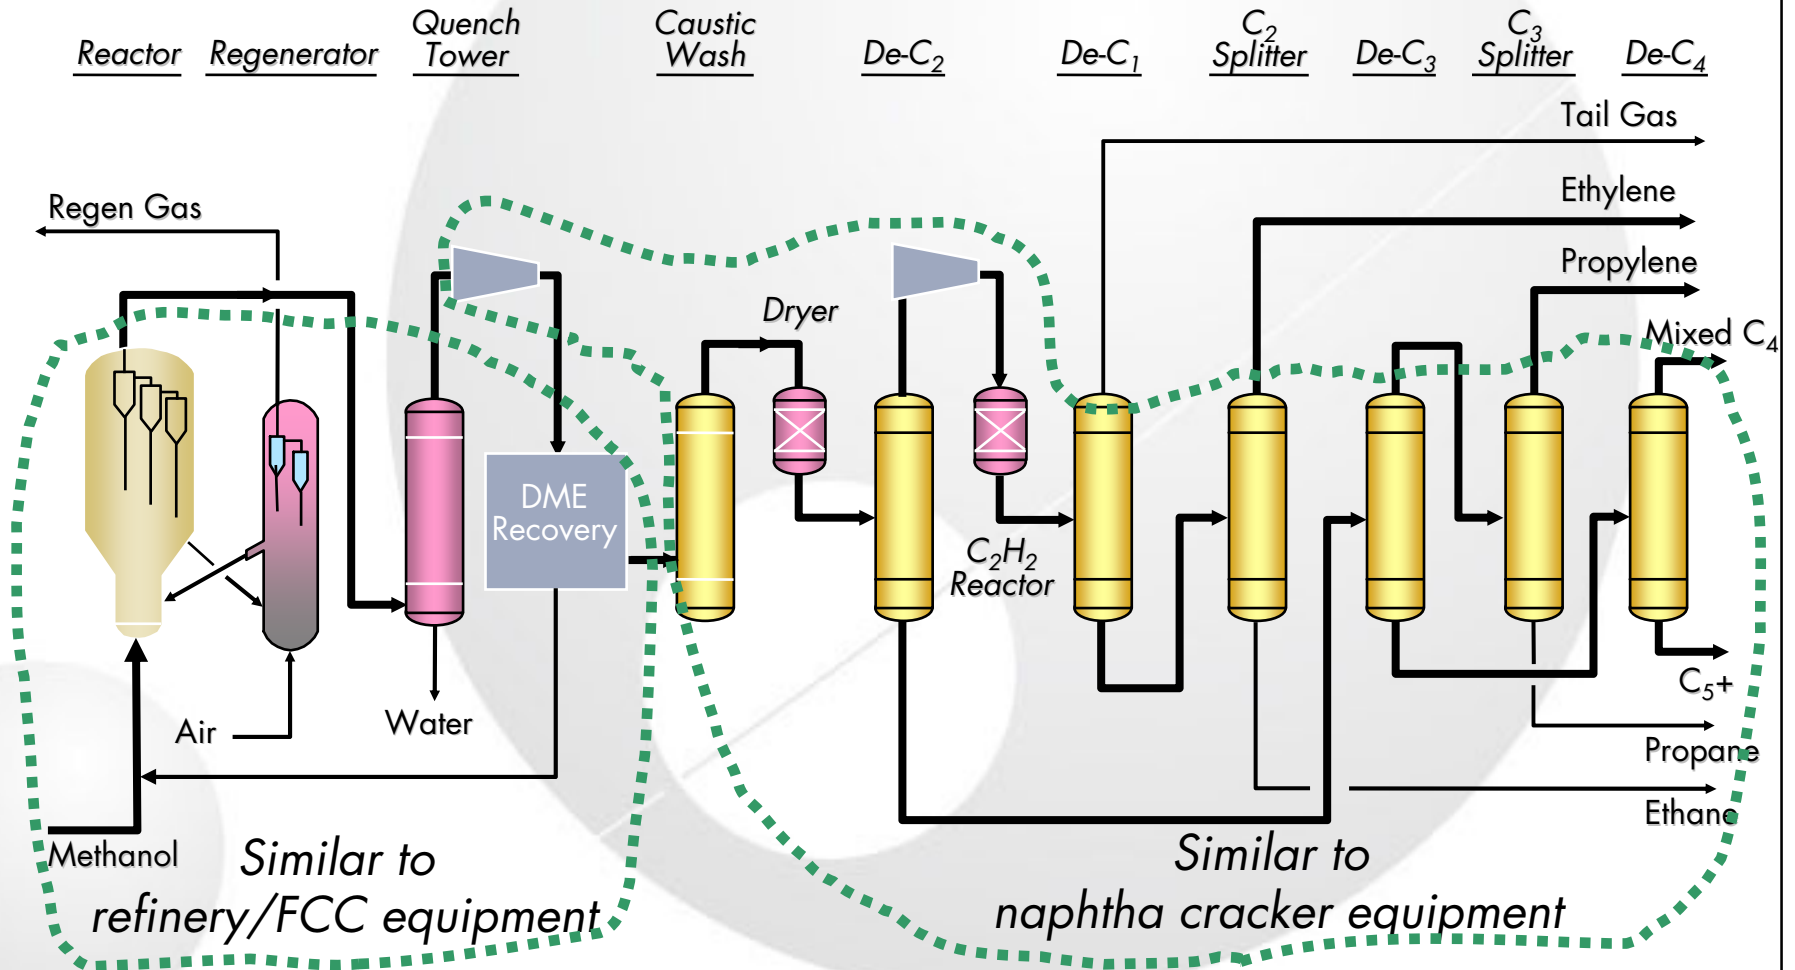 Reactor
Regenerator
Quench
Tower
Caustic
Wash
De-C₂
De-C₁
C₂
Splitter
De-C₃
C₃
Splitter
De-C₄
Tail Gas
Ethylene
Regen Gas
Propylene
Dryer
Mixed C₄
DME
Recovery
C₂H₂
Reactor
C₅+
Air
Water
Propane
Ethane
Methanol
Similar to
refinery/FCC equipment
Similar to
naphtha cracker equipment